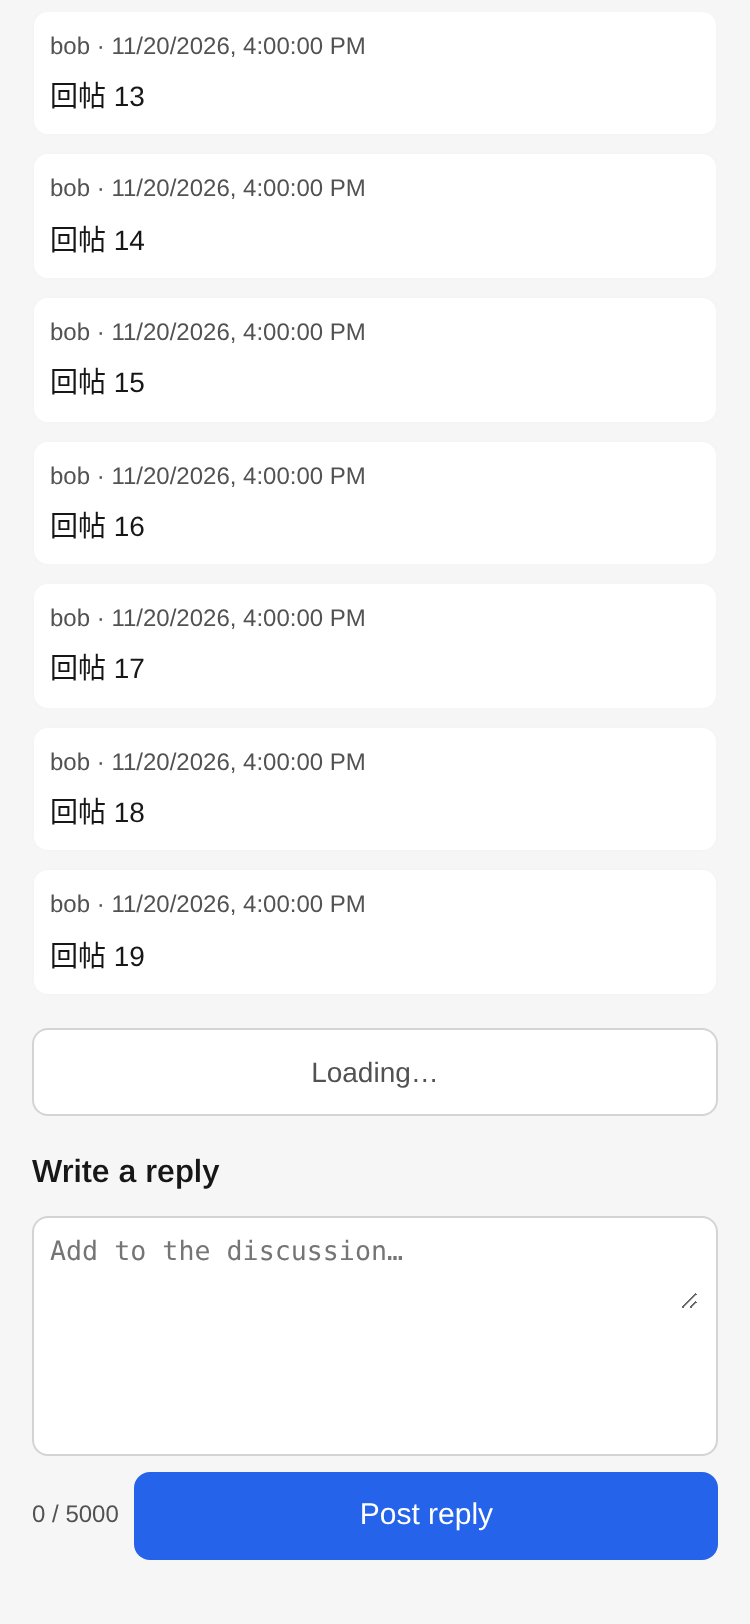 bob · 11/20/2026, 4:00:00 PM
回帖 13
bob · 11/20/2026, 4:00:00 PM
回帖 14
bob · 11/20/2026, 4:00:00 PM
回帖 15
bob · 11/20/2026, 4:00:00 PM
回帖 16
bob · 11/20/2026, 4:00:00 PM
回帖 17
bob · 11/20/2026, 4:00:00 PM
回帖 18
bob · 11/20/2026, 4:00:00 PM
回帖 19
Loading…
Write a reply
Add to the discussion…
0 / 5000
Post reply